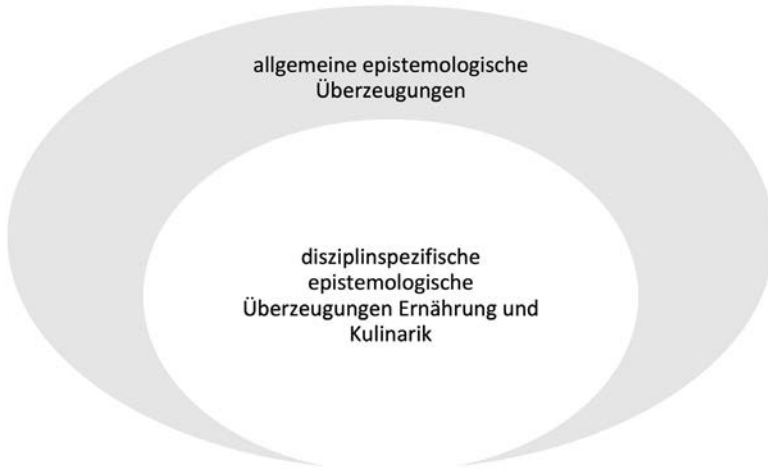 allgemeine epistemologische
Überzeugungen
disziplinspezifische
epistemologische
Überzeugungen Ernährung und
Kulinarik